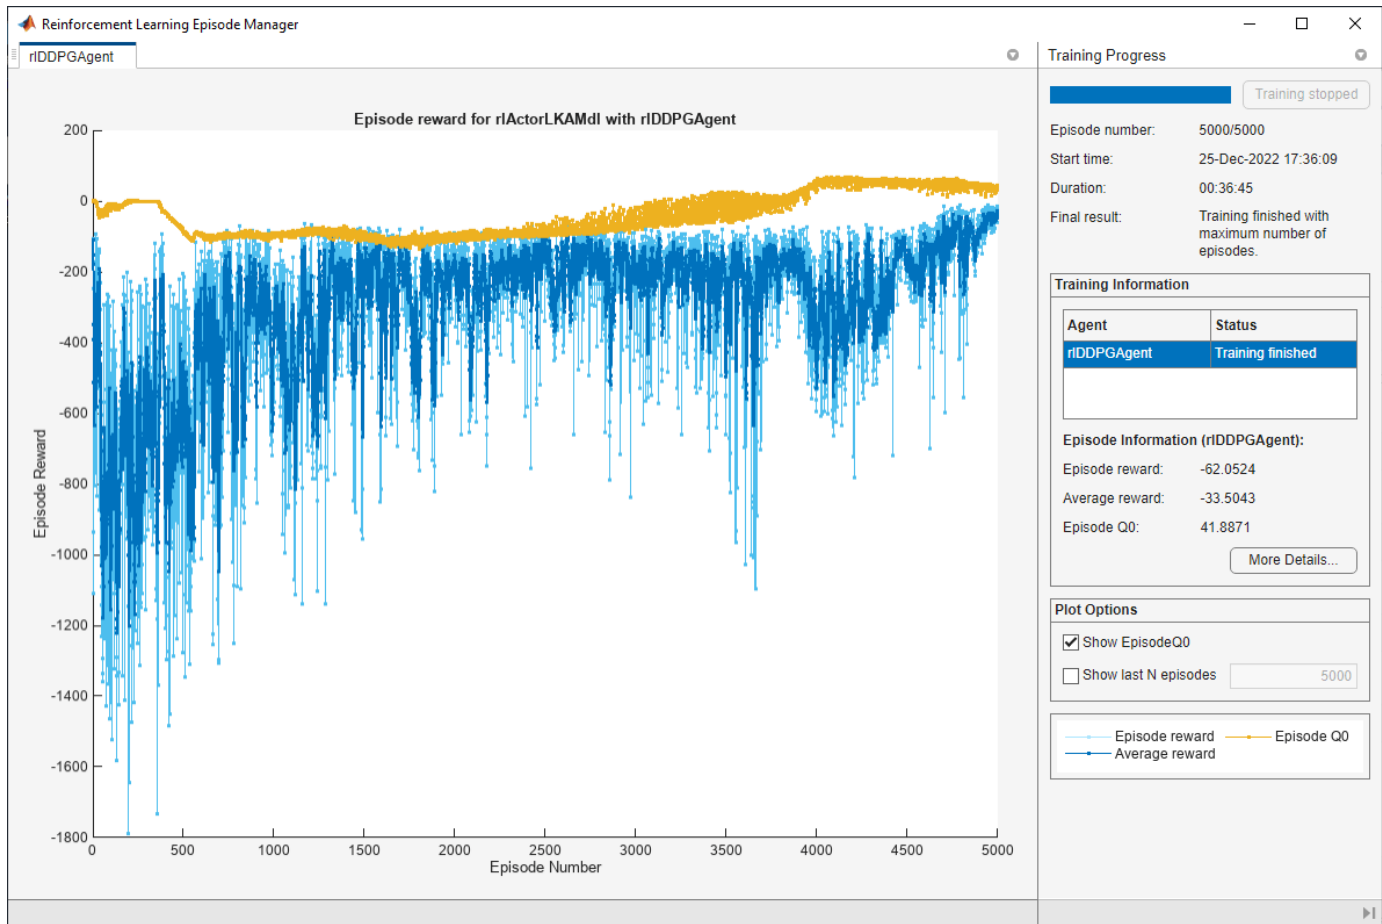 Reinforcement Learning Episode Manager
rlDDPGAgent
Episode reward for rlActorLKAMdl with rlDDPGAgent
200
0
-200
-400
-600
-800
-1000
-1200
-1400
-1600
-1800
Episode Reward
0 500 1000 1500 2000 2500 3000 3500 4000 4500 5000
Episode Number
Training Progress
Training stopped
Episode number: 5000/5000
Start time: 25-Dec-2022 17:36:09
Duration: 00:36:45
Final result: Training finished with
maximum number of
episodes.
Training Information
Agent Status
rlDDPGAgent Training finished
Episode Information (rlDDPGAgent):
Episode reward: -62.0524
Average reward: -33.5043
Episode Q0: 41.8871
More Details...
Plot Options
Show EpisodeQ0
Show last N episodes 5000
Episode reward Episode Q0
Average reward